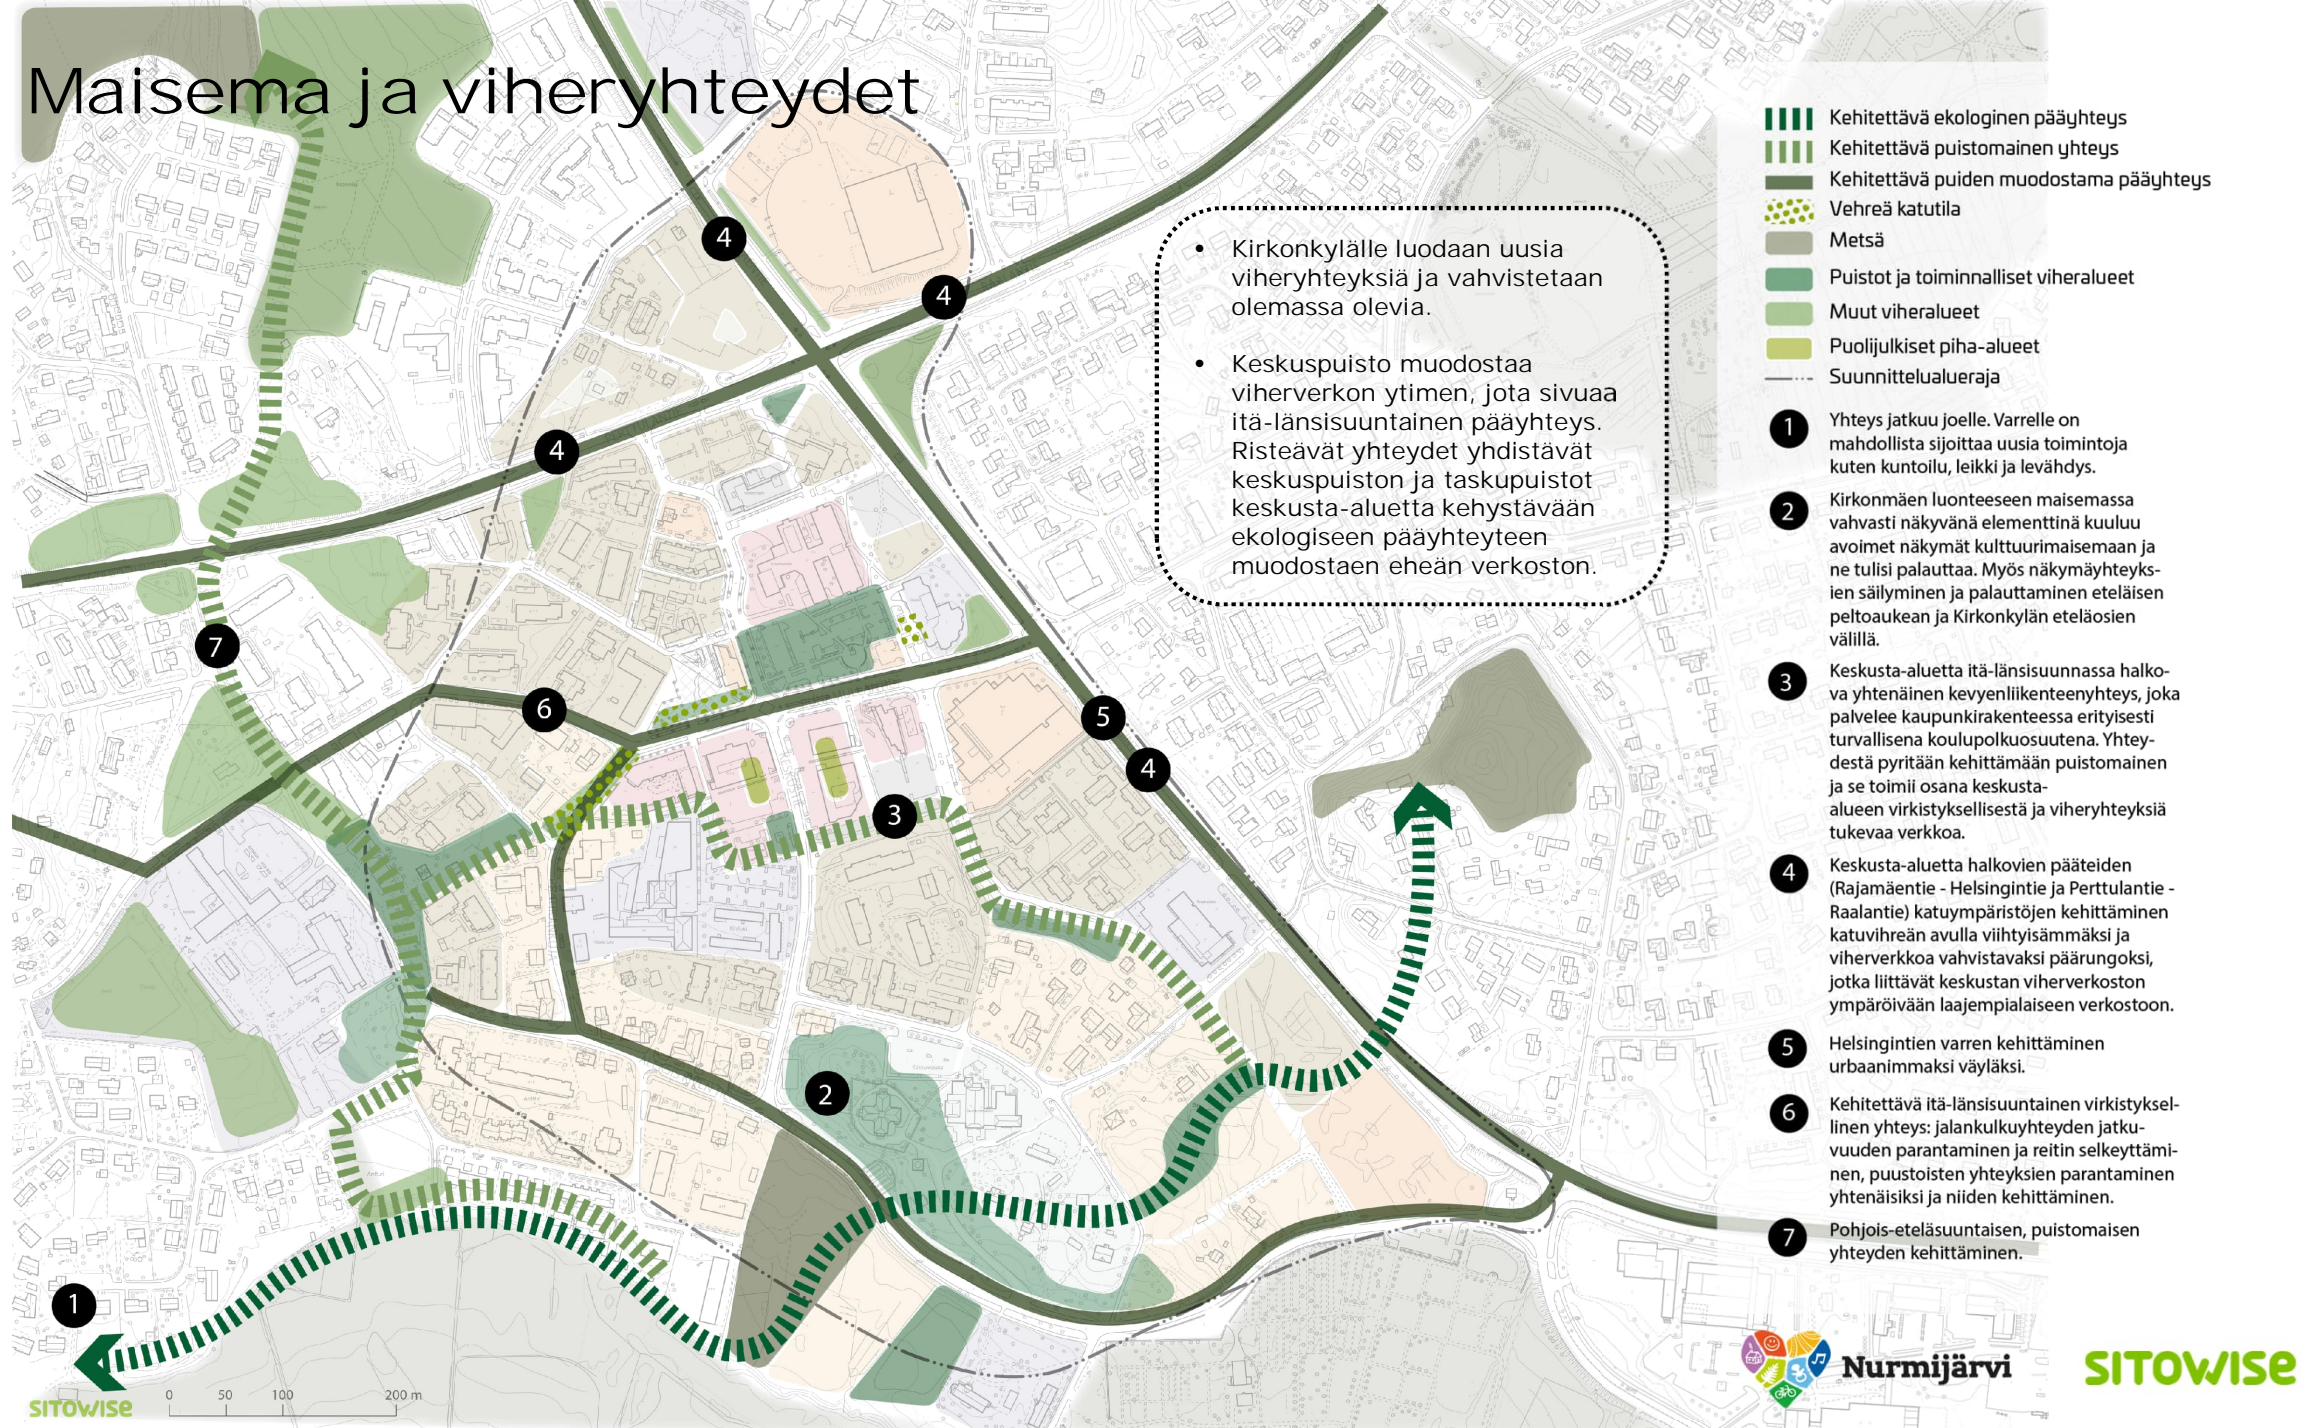 Maisema ja viheryhteydet
4
4
4
7
6
5
4
3
2
1
• Kirkonkylälle luodaan uusia
viheryhteyksiä ja vahvistetaan
olemassa olevia.
• Keskuspuisto muodostaa
viherverkon ytimen, jota sivuaa
itä-länsisuuntainen pääyhteys.
Risteävät yhteydet yhdistävät
keskuspuiston ja taskupuistot
keskusta-aluetta kehystävään
ekologiseen pääyhteyteen
muodostaen eheän verkoston.
Kehitettävä ekologinen pääyhteys
Kehitettävä puistomainen yhteys
Kehitettävä puiden muodostama pääyhteys
Vehreä katutila
Metsä
Puistot ja toiminnalliset viheralueet
Muut viheralueet
Puolijulkiset piha-alueet
Suunnittelualueraja
1 Yhteys jatkuu joelle. Varrelle on
mahdollista sijoittaa uusia toimintoja
kuten kuntoilu, leikki ja levähdys.
2 Kirkonmäen luonteeseen maisemassa
vahvasti näkyvänä elementtinä kuuluu
avoimet näkymät kulttuurimaisemaan ja
ne tulisi palauttaa. Myös näkymäyhteyks-
ien säilyminen ja palauttaminen eteläisen
peltoaukean ja Kirkonkylän eteläosien
välillä.
3 Keskusta-aluetta itä-länsisuunnassa halko-
va yhtenäinen kevyenliikenteenyhteys, joka
palvelee kaupunkirakenteessa erityisesti
turvallisena koulupolkuosuutena. Yhtey-
destä pyritään kehittämään puistomainen
ja se toimii osana keskusta-
alueen virkistyksellisestä ja viheryhteyksiä
tukevaa verkkoa.
4 Keskusta-aluetta halkovien pääteiden
(Rajamäentie - Helsingintie ja Perttulantie -
Raalantie) katuympäristöjen kehittäminen
katuvihreän avulla viihtyisämmäksi ja
viherverkkoa vahvistavaksi päärungoksi,
jotka liittävät keskustan viherverkoston
ympäröivään laajempialaiseen verkostoon.
5 Helsingintien varren kehittäminen
urbaanimmaksi väyläksi.
6 Kehitettävä itä-länsisuuntainen virkistyksel-
linen yhteys: jalankulkuyhteyden jatku-
vuuden parantaminen ja reitin selkeyttämi-
nen, puustoisten yhteyksien parantaminen
yhtenäisiksi ja niiden kehittäminen.
7 Pohjois-eteläsuuntaisen, puistomaisen
yhteyden kehittäminen.
0 50 100 200 m
SITOWISE
Nurmijärvi
SITOWISE